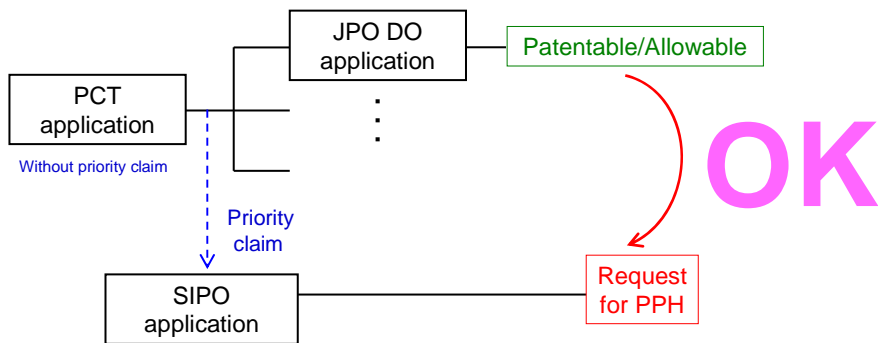 JPO DO
application
Patentable/Allowable
PCT
application
Without priority claim
OK
Priority
claim
SIPO
application
Request
for PPH